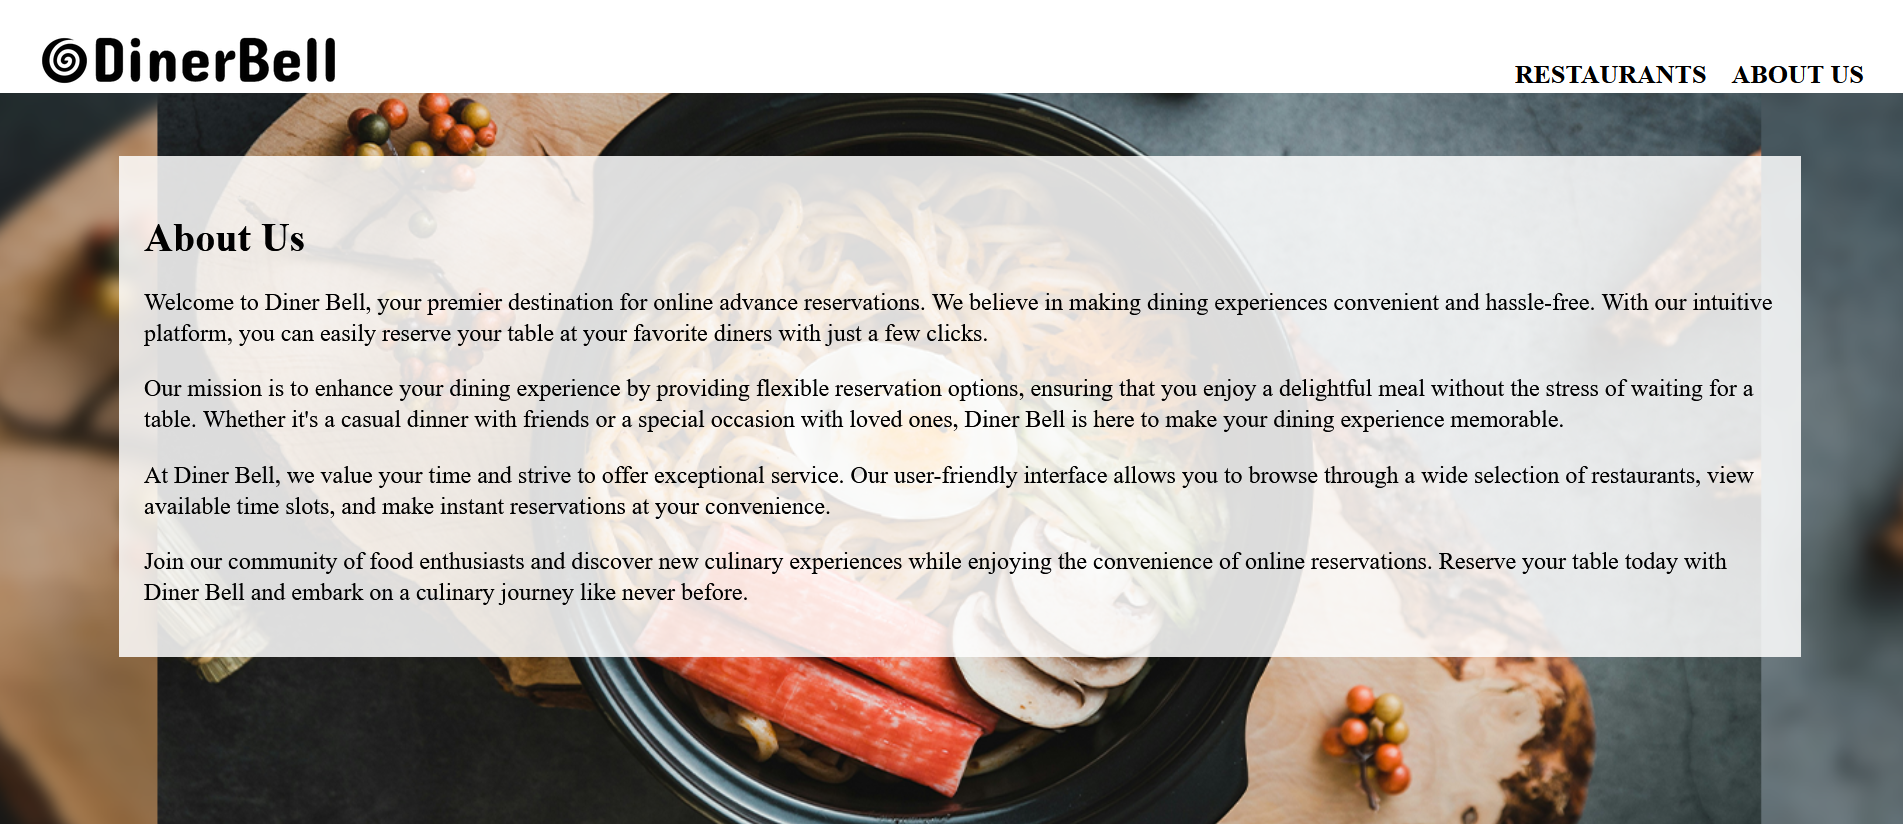 DinerBell
RESTAURANTS ABOUT US
About Us
Welcome to Diner Bell, your premier destination for online advance reservations. We believe in making dining experiences convenient and hassle-free. With our intuitive
platform, you can easily reserve your table at your favorite diners with just a few clicks.
Our mission is to enhance your dining experience by providing flexible reservation options, ensuring that you enjoy a delightful meal without the stress of waiting for a
table. Whether it's a casual dinner with friends or a special occasion with loved ones, Diner Bell is here to make your dining experience memorable.
At Diner Bell, we value your time and strive to offer exceptional service. Our user-friendly interface allows you to browse through a wide selection of restaurants, view
available time slots, and make instant reservations at your convenience.
Join our community of food enthusiasts and discover new culinary experiences while enjoying the convenience of online reservations. Reserve your table today with
Diner Bell and embark on a culinary journey like never before.